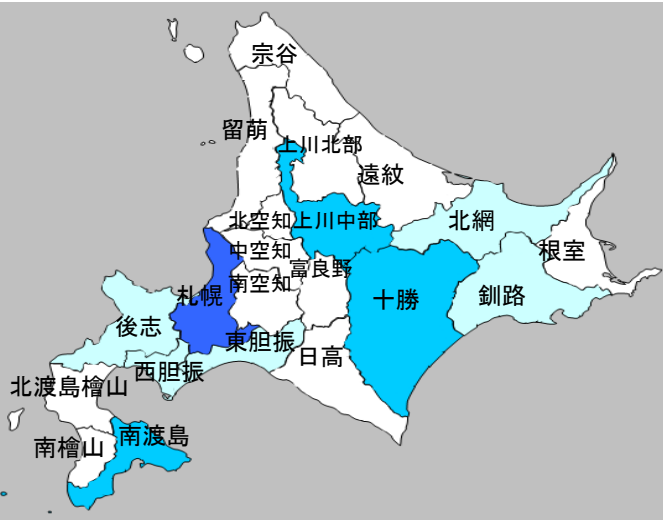 宗谷
留萌
上川北部
遠紋
北空知
上川中部
北網
中空知
根室
富良野
南空知
札幌
十勝
釧路
後志
東胆振
日高
西胆振
北渡島檜山
南渡島
南檜山